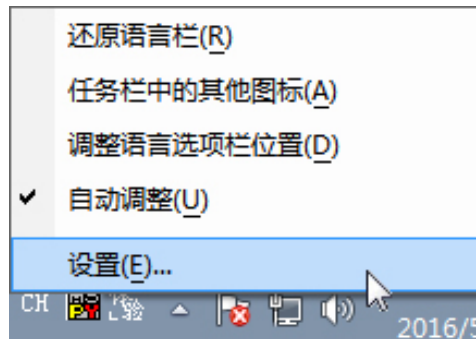 还原语言栏(R)
任务栏中的其他图标(A)
调整语言选项栏位置(D)
自动调整(U)
设置(E)...
CH
2016/5